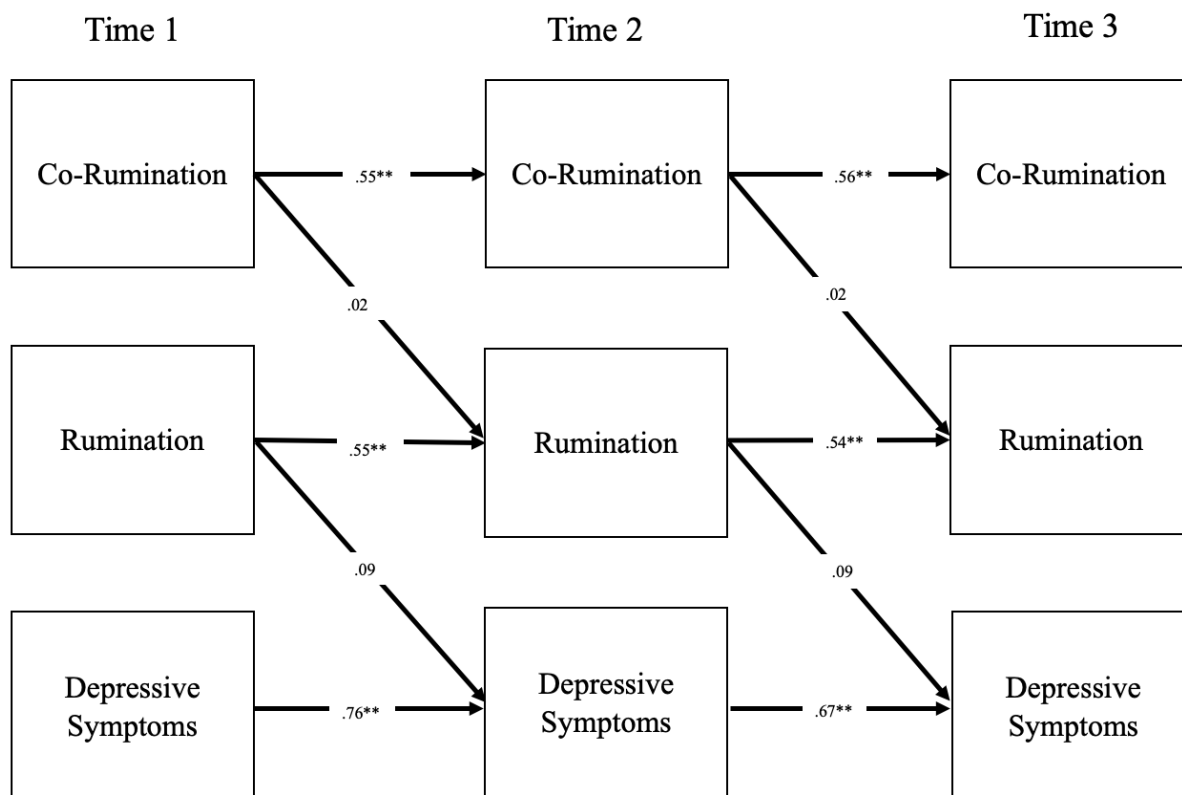 Time 1
Time 2
Time 3
Co-Rumination
.55**
Co-Rumination
.56**
Co-Rumination
.02
.02
Rumination
.55**
Rumination
.54**
Rumination
.09
.09
Depressive
Symptoms
.76**
Depressive
Symptoms
.67**
Depressive
Symptoms